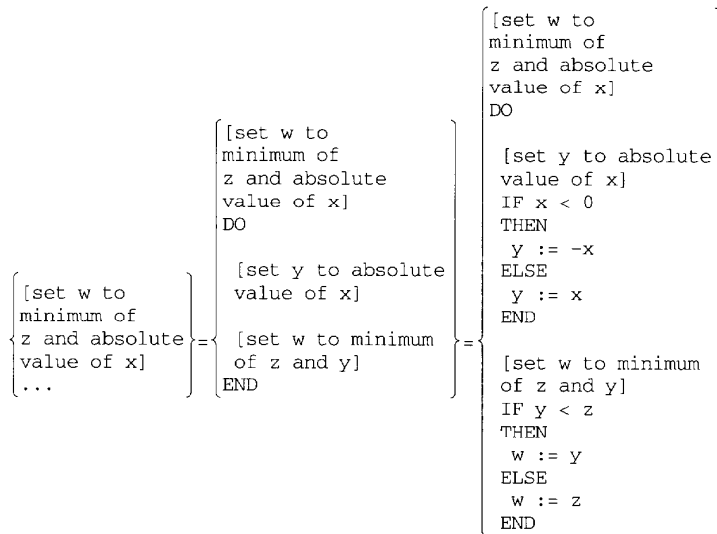 [set w to
minimum of
z and absolute
value of x]
...
=
[set w to
minimum of
z and absolute
value of x]
DO
[set y to absolute
value of x]
[set w to minimum
of z and y]
END
=
[set w to
minimum of
z and absolute
value of x]
DO
[set y to absolute
value of x]
IF x < 0
THEN
y := -x
ELSE
y := x
END
[set w to minimum
of z and y]
IF y < z
THEN
w := y
ELSE
w := z
END